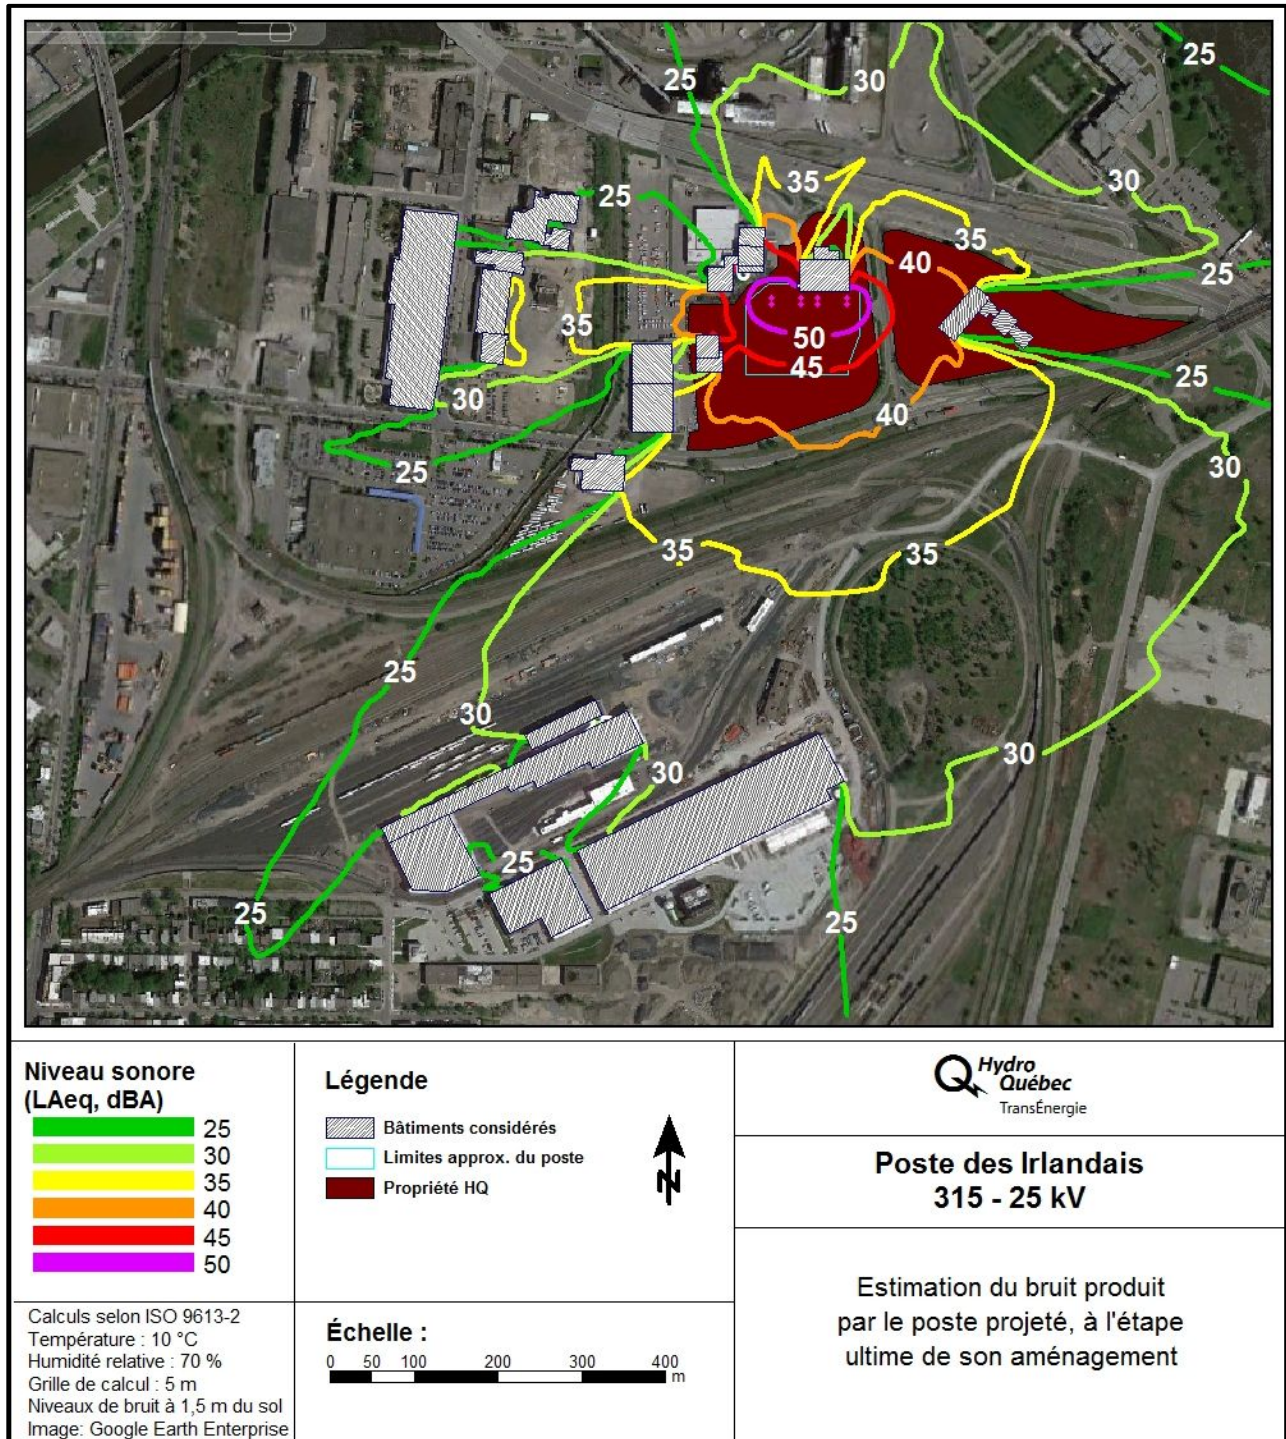 25
30
25
30
35
25
35
40
25
35
50
45
25
30
40
25
30
35
35
25
30
30
30
25
25
25
Niveau sonore
(LAeq, dBA)
25
30
35
40
45
50
Calculs selon ISO 9613-2
Température : 10 °C
Humidité relative : 70 %
Grille de calcul : 5 m
Niveaux de bruit à 1,5 m du sol
Image: Google Earth Enterprise
Légende
Bâtiments considérés
Limites approx. du poste
Propriété HQ
N
Échelle :
0 50 100 200 300 400
m
Hydro
Québec
TransÉnergie
Poste des Irlandais
315 - 25 kV
Estimation du bruit produit
par le poste projeté, à l'étape
ultime de son aménagement